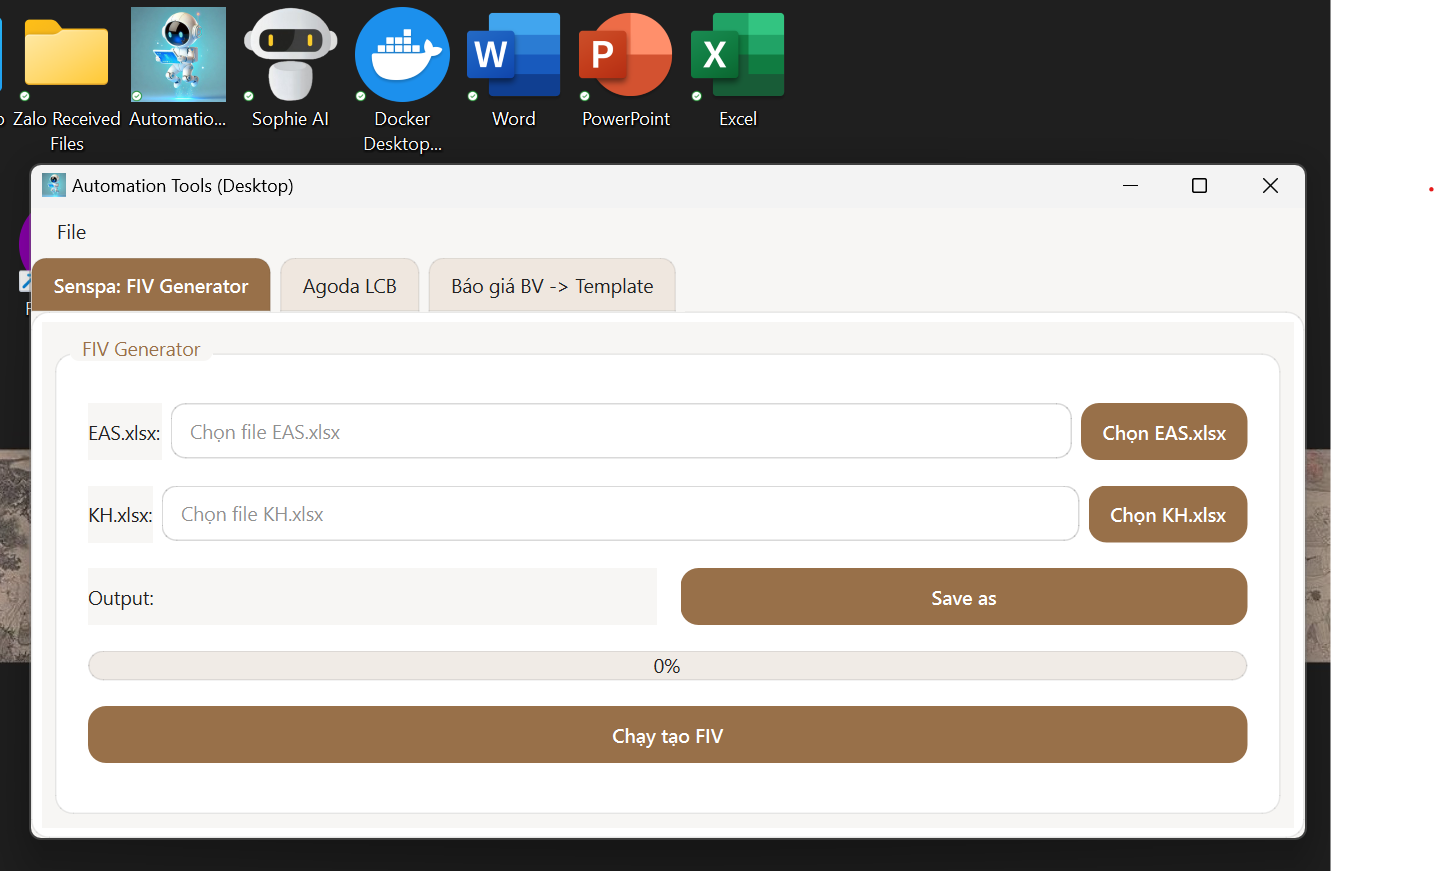 Zalo Received
Files
Automatio...
Sophie AI
Docker
Desktop...
W
Word
P
PowerPoint
X
Excel
Automation Tools (Desktop)
File
Senspa: FIV Generator
Agoda LCB
Báo giá BV -> Template
FIV Generator
EAS.xlsx:
Chọn file EAS.xlsx
Chọn EAS.xlsx
KH.xlsx:
Chọn file KH.xlsx
Chọn KH.xlsx
Output:
Save as
0%
Chạy tạo FIV